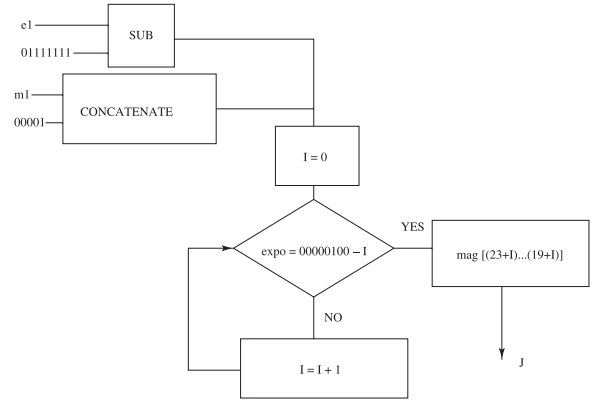 e1
SUB
01111111
m1
CONCATENATE
00001
I = 0
YES
expo = 00000100 – I
mag [(23+I)...(19+I)]
NO
I = I + 1
J